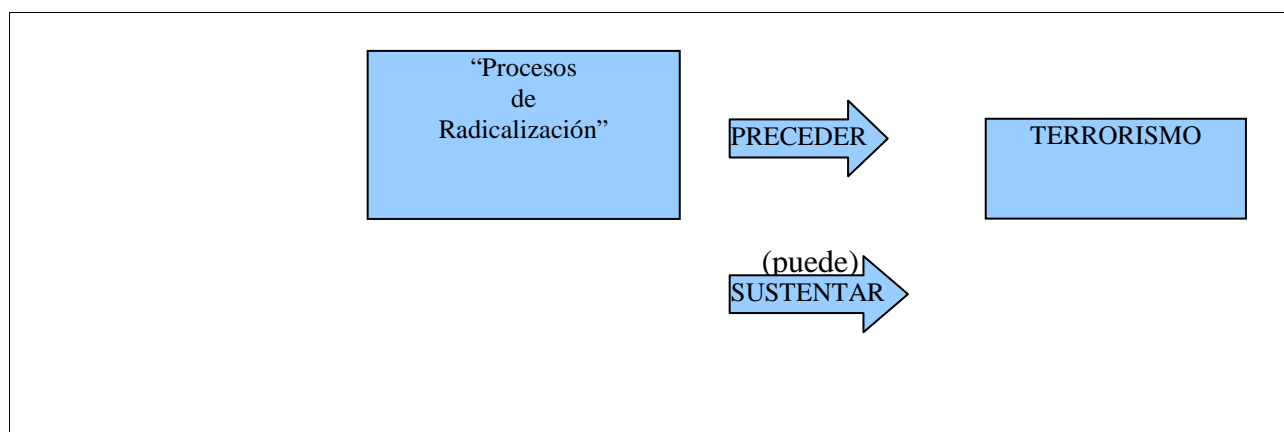 “Procesos
de
Radicalización”
PRECEDER
TERRORISMO
(puede)
SUSTENTAR